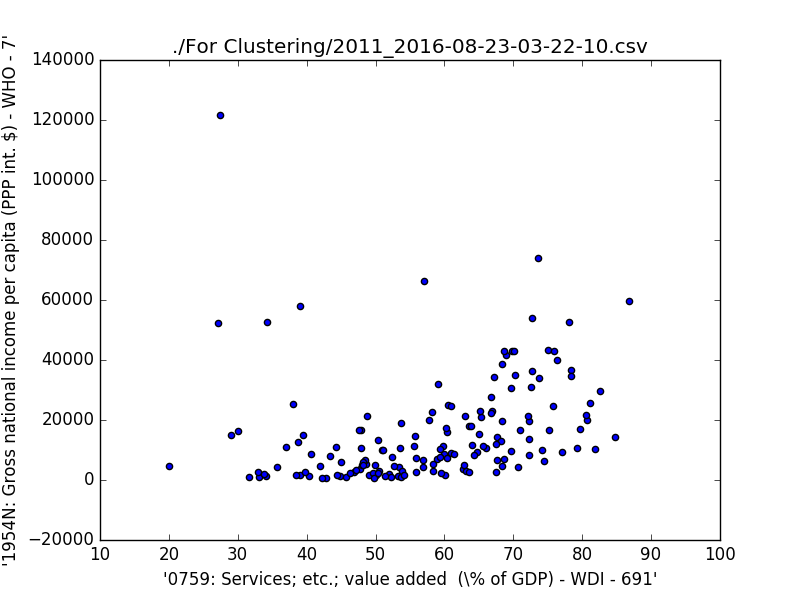 ./For Clustering/2011_2016-08-23-03-22-10.csv
'1954N: Gross national income per capita (PPP int. $) - WHO - 7'
140000
120000
100000
80000
60000
40000
20000
0
−20000
10 20 30 40 50 60 70 80 90 100
'0759: Services; etc.; value added  (\% of GDP) - WDI - 691'